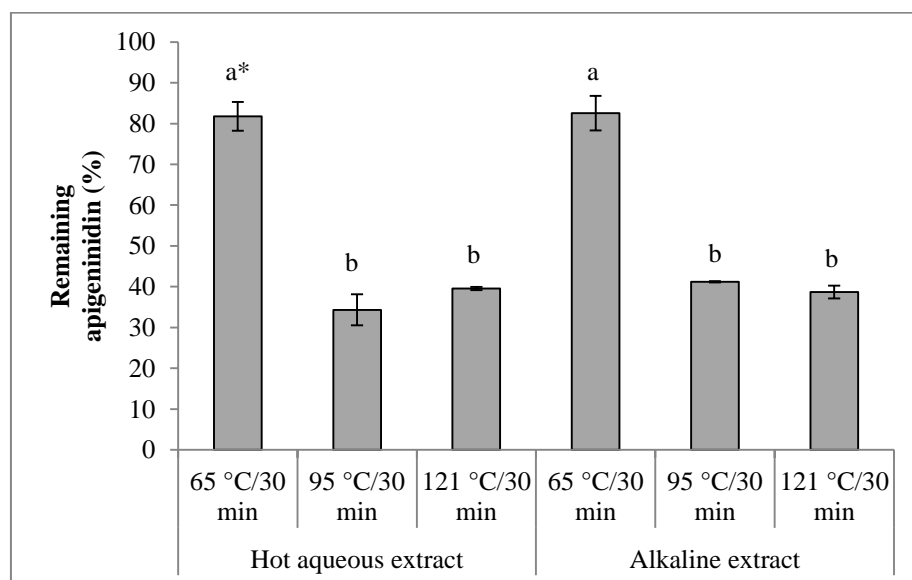 Remaining
apigeninidin (%)
100
90
80
70
60
50
40
30
20
10
0
a*
b
b
a
b
b
65 °C/30 min
95 °C/30 min
121 °C/30 min
65 °C/30 min
95 °C/30 min
121 °C/30 min
Hot aqueous extract
Alkaline extract